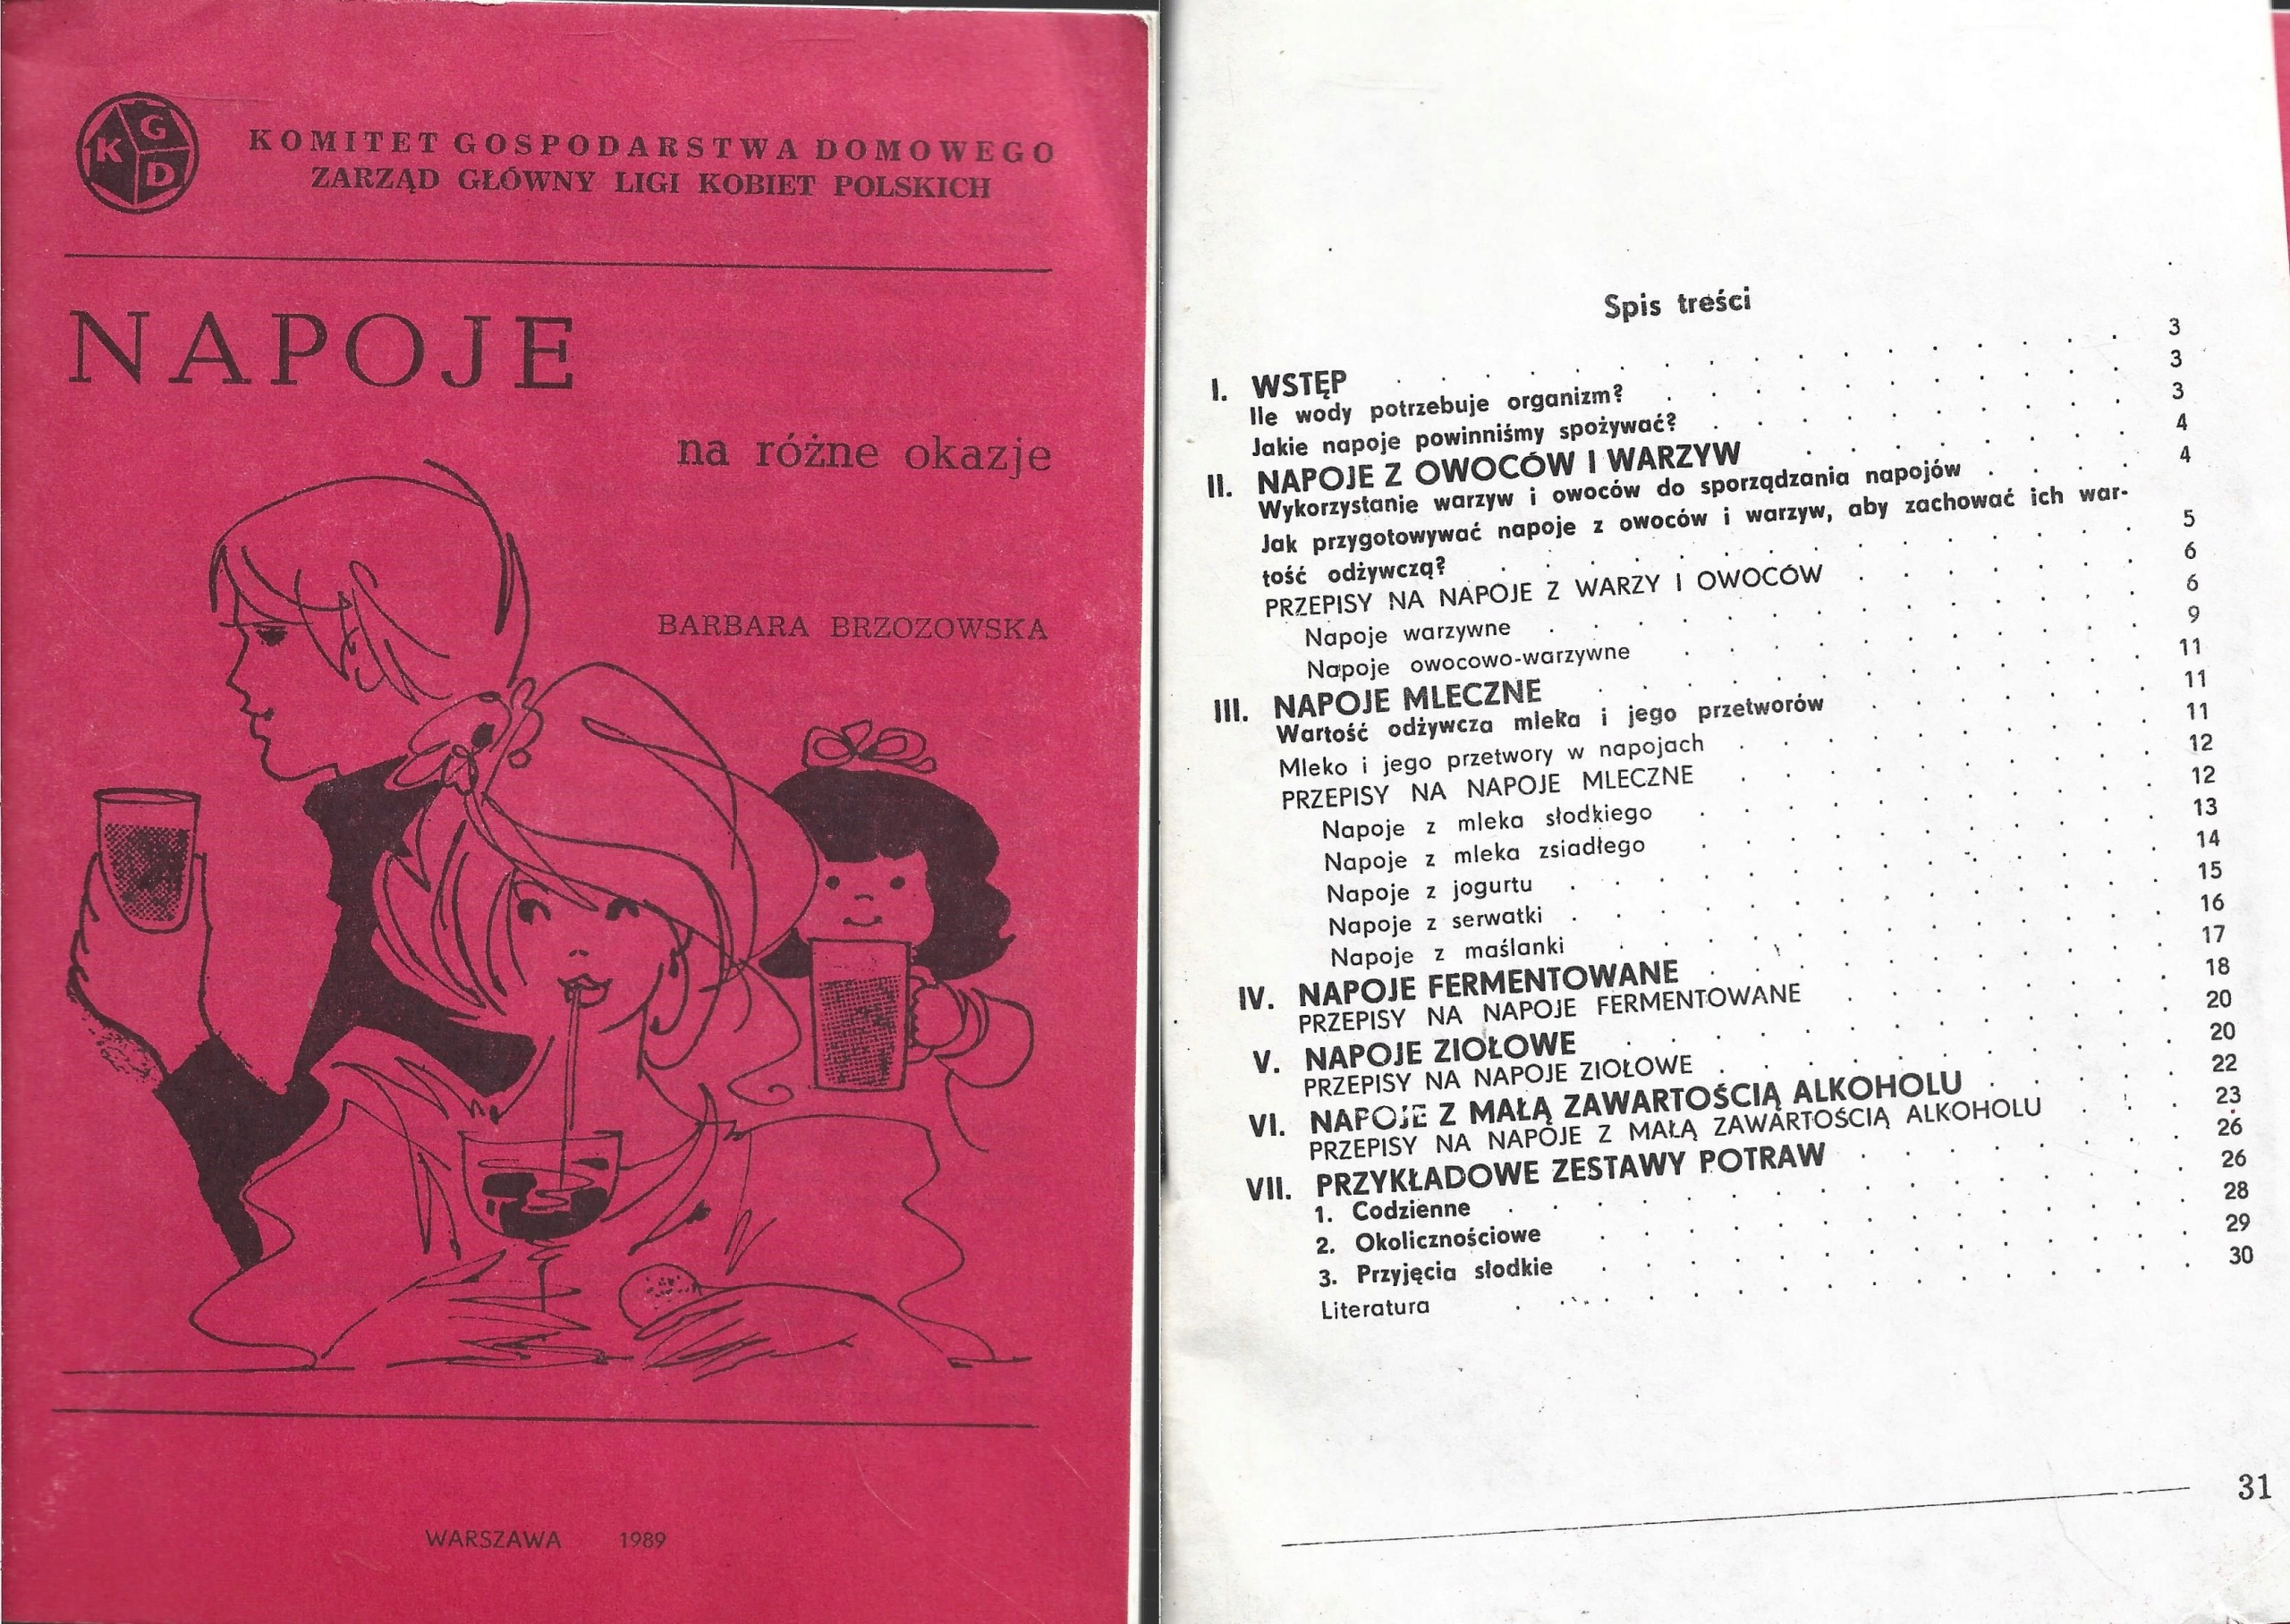 G
K
D
KOMITET GOSPODARSTWA DOMOWEGO
ZARZĄD GŁÓWNY LIGI KOBIET POLSKICH
NAPOJE
na różne okazje
BARBARA BRZOZOWSKA
WARSZAWA 1989
Spis treści
I. WSTĘP . . . 3
Ile wody potrzebuje organizm? . . . 3
Jakie napoje powinniśmy spożywać? . . . 3
II. NAPOJE Z OWOCÓW I WARZYW . . . 4
Wykorzystanie warzyw i owoców do sporządzania napojów . . . 4
Jak przygotowywać napoje z owoców i warzyw, aby zachować ich war-
tość odżywczą? . . . 5
PRZEPISY NA NAPOJE Z WARZY I OWOCÓW . . . 6
Napoje warzywne . . . 6
Napoje owocowo-warzywne . . . 9
III. NAPOJE MLECZNE . . . 11
Wartość odżywcza mleka i jego przetworów . . . 11
Mleko i jego przetwory w napojach . . . 11
PRZEPISY NA NAPOJE MLECZNE . . . 12
Napoje z mleka słodkiego . . . 12
Napoje z mleka zsiadłego . . . 13
Napoje z jogurtu . . . 14
Napoje z serwatki . . . 15
Napoje z maślanki . . . 16
IV. NAPOJE FERMENTOWANE . . . 17
PRZEPISY NA NAPOJE FERMENTOWANE . . . 18
V. NAPOJE ZIOŁOWE . . . 20
PRZEPISY NA NAPOJE ZIOŁOWE . . . 20
VI. NAPOJE Z MAŁĄ ZAWARTOŚCIĄ ALKOHOLU . . . 22
PRZEPISY NA NAPOJE Z MAŁĄ ZAWARTOŚCIĄ ALKOHOLU . . . 23
VII. PRZYKŁADOWE ZESTAWY POTRAW . . . 26
1. Codzienne . . . 26
2. Okolicznościowe . . . 28
3. Przyjęcia słodkie . . . 29
Literatura . . . 30
31